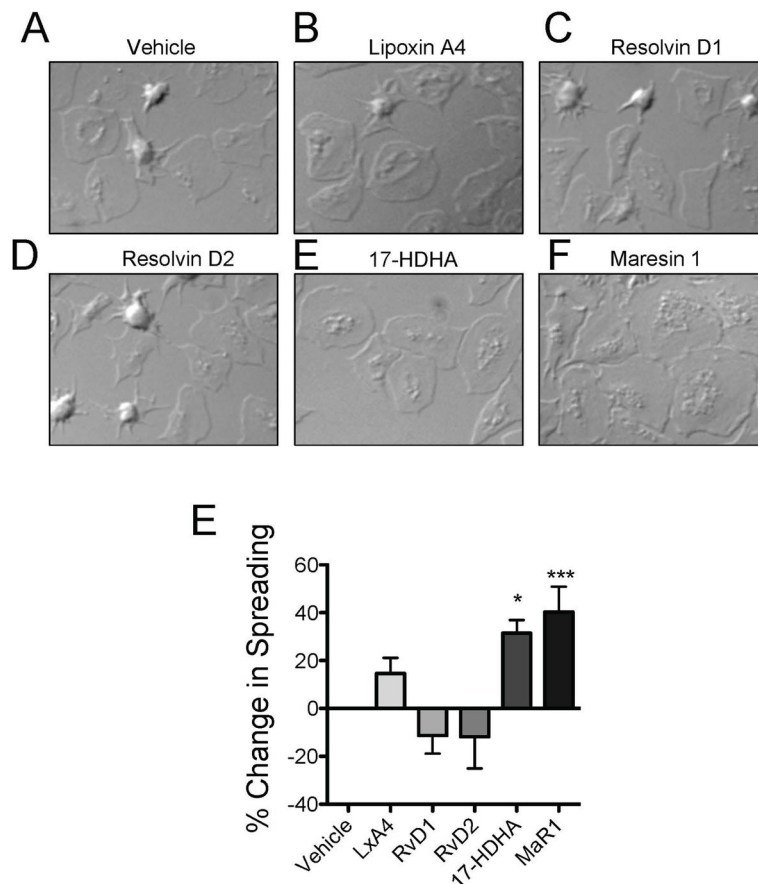 A
Vehicle
B
Lipoxin A4
C
Resolvin D1
D
Resolvin D2
E
17-HDHA
F
Maresin 1
E
% Change in Spreading
60
40
20
0
-20
-40
*
***
Vehicle
LxA4
RvD1
RvD2
17-HDHA
MaR1